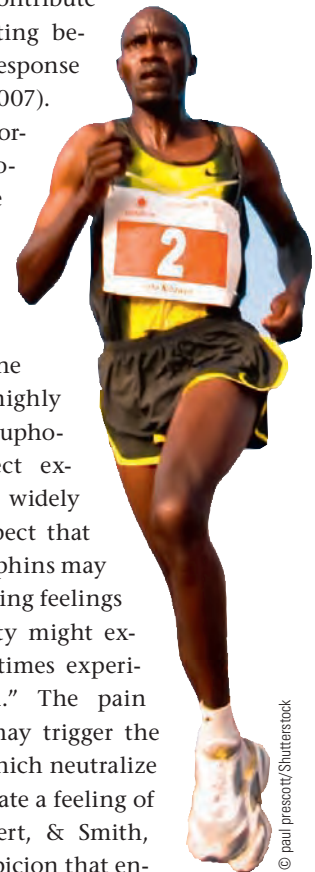 ontribute
ting be-
esponse
007).
or-
o-
e
2
he
highly
upho-
ect ex-
widely
pect that
phins may
ing feelings
ty might ex-
times experi-
.” The pain
may trigger the
hich neutralize
ate a feeling of
ert, & Smith,
picion that en-
© paul prescott/Shutterstock